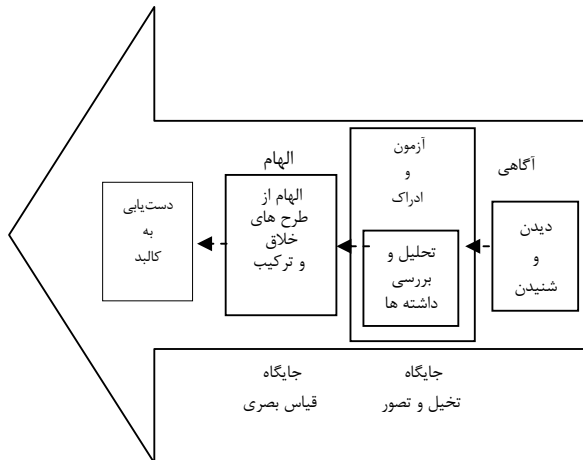 آگاهی
دیدن
و
شنیدن
آزمون
و
ادراک
تحلیل و
بررسی
داشته ها
الهام
الهام از
طرح های
خلاق
و ترکیب
دست‌یابی
به
کالبد
جایگاه
تخیل و تصور
جایگاه
قیاس بصری